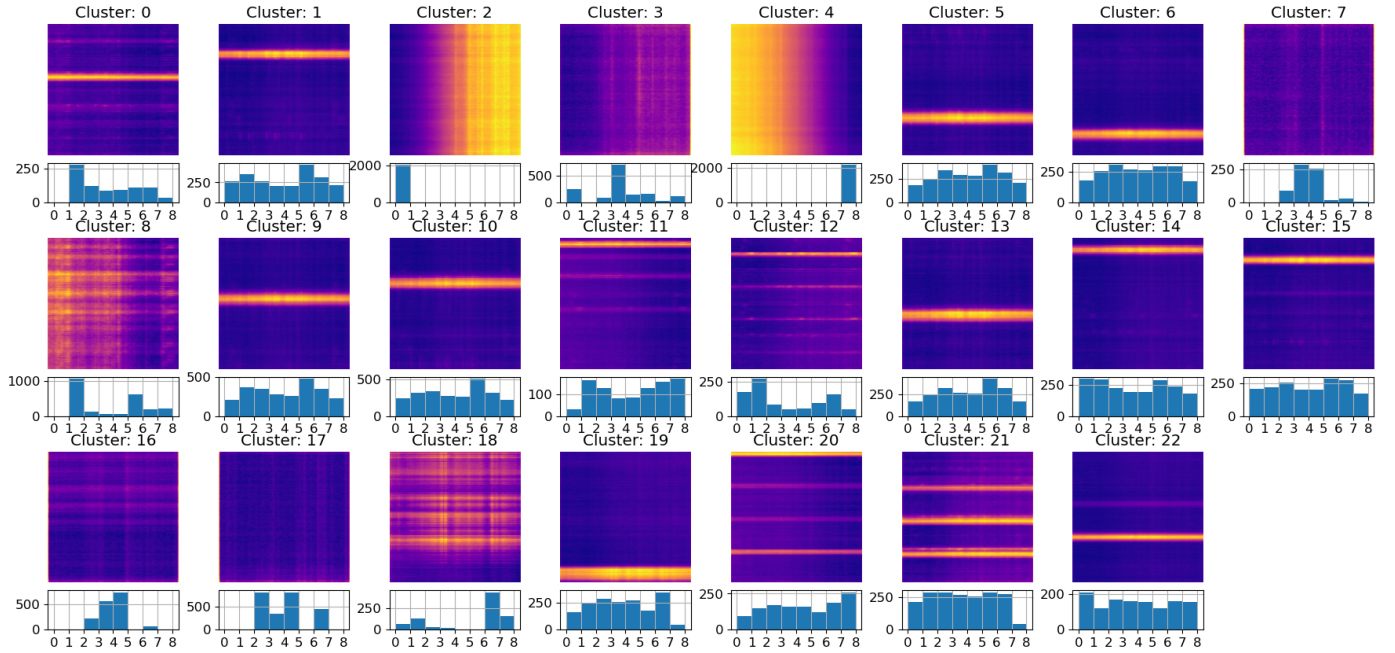 Cluster: 0 Cluster: 1 Cluster: 2 Cluster: 3 Cluster: 4 Cluster: 5 Cluster: 6 Cluster: 7
250 0 250 0 2000 0 500 0 2000 0 250 0 250 0 250 0
0 1 2 3 4 5 6 7 8 0 1 2 3 4 5 6 7 8 0 1 2 3 4 5 6 7 8 0 1 2 3 4 5 6 7 8 0 1 2 3 4 5 6 7 8 0 1 2 3 4 5 6 7 8 0 1 2 3 4 5 6 7 8 0 1 2 3 4 5 6 7 8
Cluster: 8 Cluster: 9 Cluster: 10 Cluster: 11 Cluster: 12 Cluster: 13 Cluster: 14 Cluster: 15
1000 0 500 0 500 0 100 0 250 0 250 0 250 0 200 0
0 1 2 3 4 5 6 7 8 0 1 2 3 4 5 6 7 8 0 1 2 3 4 5 6 7 8 0 1 2 3 4 5 6 7 8 0 1 2 3 4 5 6 7 8 0 1 2 3 4 5 6 7 8 0 1 2 3 4 5 6 7 8 0 1 2 3 4 5 6 7 8
Cluster: 16 Cluster: 17 Cluster: 18 Cluster: 19 Cluster: 20 Cluster: 21 Cluster: 22
500 0 500 0 250 0 250 0 250 0 250 0 200 0
0 1 2 3 4 5 6 7 8 0 1 2 3 4 5 6 7 8 0 1 2 3 4 5 6 7 8 0 1 2 3 4 5 6 7 8 0 1 2 3 4 5 6 7 8 0 1 2 3 4 5 6 7 8 0 1 2 3 4 5 6 7 8